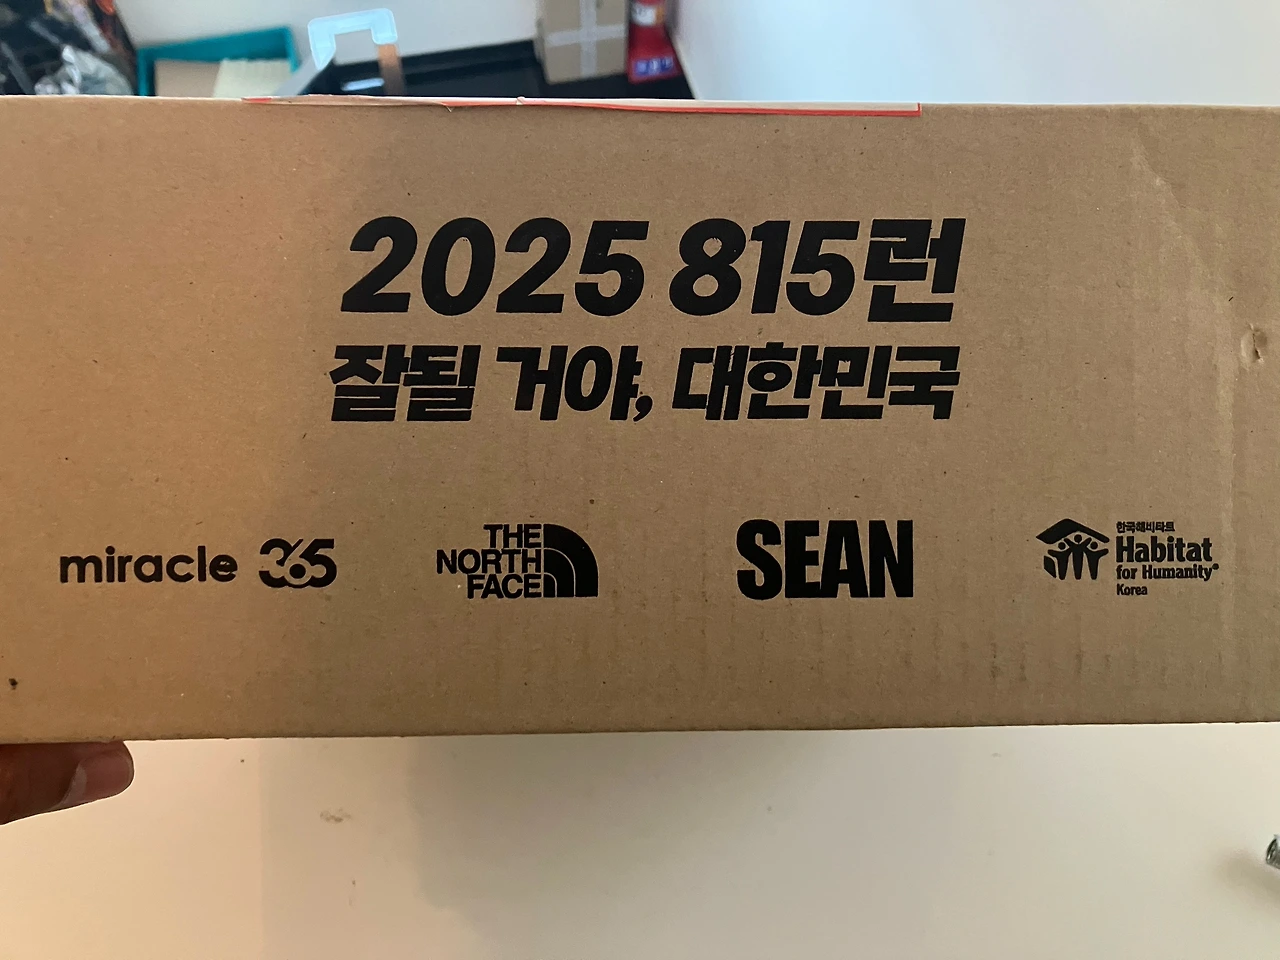 2025 815런
잘될 거야, 대한민국
miracle 365
THE
NORTH
FACE
SEAN
한국해비타트
Habitat
for Humanity®
Korea